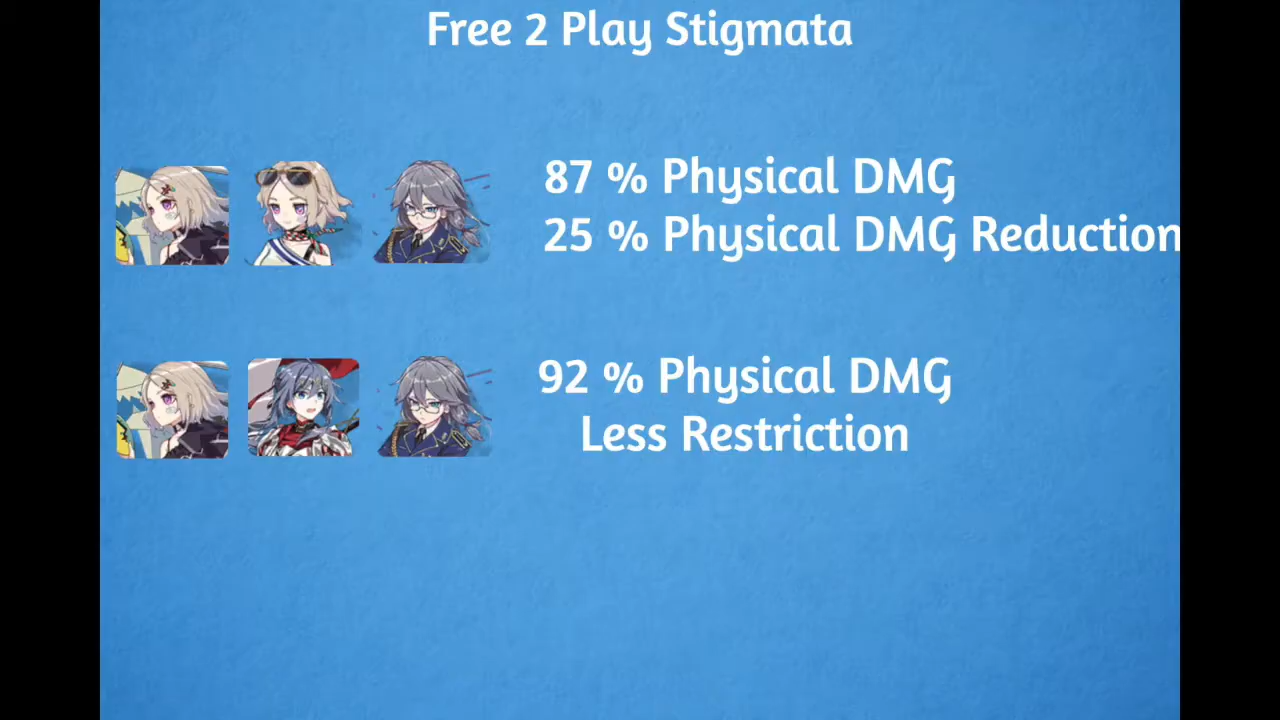 Free 2 Play Stigmata
87 % Physical DMG
25 % Physical DMG Reduction
92 % Physical DMG
Less Restriction